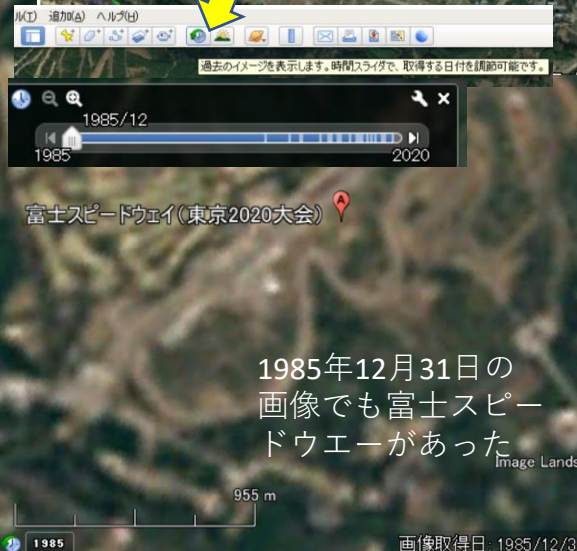 ル(T) 追加(A) ヘルプ(H)
過去のイメージを表示します。時間スライダで、取得する日付を調節可能です。
1985/12
1985 2020
富士スピードウェイ(東京2020大会)
A
1985年12月31日の
画像でも富士スピー
ドウエーがあった
Image Lands
955 m
1985
画像取得日: 1985/12/3